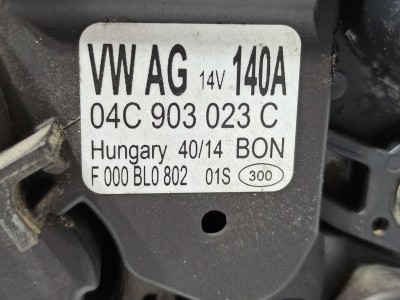 VW AG 14V 140A
04C 903 023 C
Hungary 40/14 BON
F 000 BL0 802 01S 300